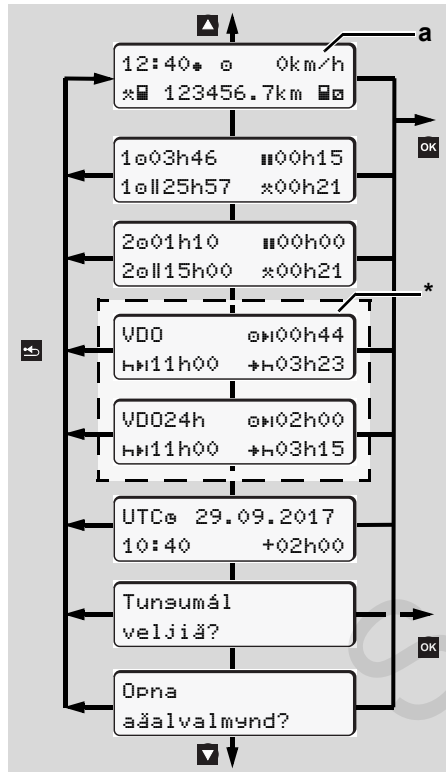 a
12:40 0km/h
123456.7km
OK
1 03h46 00h15
1 25h57 00h21
2 01h10 00h00
2 15h00 00h21
*
VDO 00h44
11h00 03h23
VDO24h 02h00
11h00 03h15
UTC 29.09.2017
10:40 +02h00
Tungumál
veljiä?
OK
Opna
aäalvalmynd?